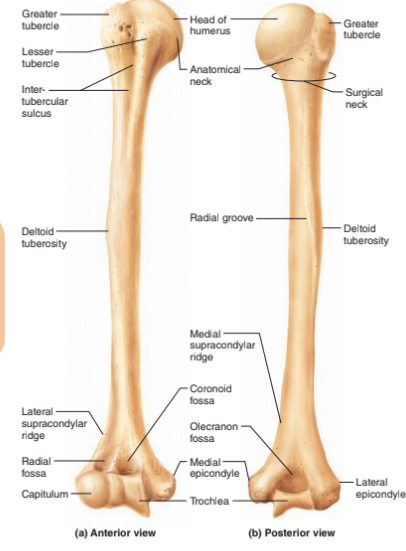 Greater
tubercle
Lesser
tubercle
Inter-
tubercular
sulcus
Deltoid
tuberosity
Lateral
supracondylar
ridge
Radial
fossa
Capitulum
Head of
humerus
Anatomical
neck
Radial groove
Medial
supracondylar
ridge
Coronoid
fossa
Olecranon
fossa
Medial
epicondyle
Trochlea
Greater
tubercle
Surgical
neck
Deltoid
tuberosity
Lateral
epicondyle
(a) Anterior view
(b) Posterior view